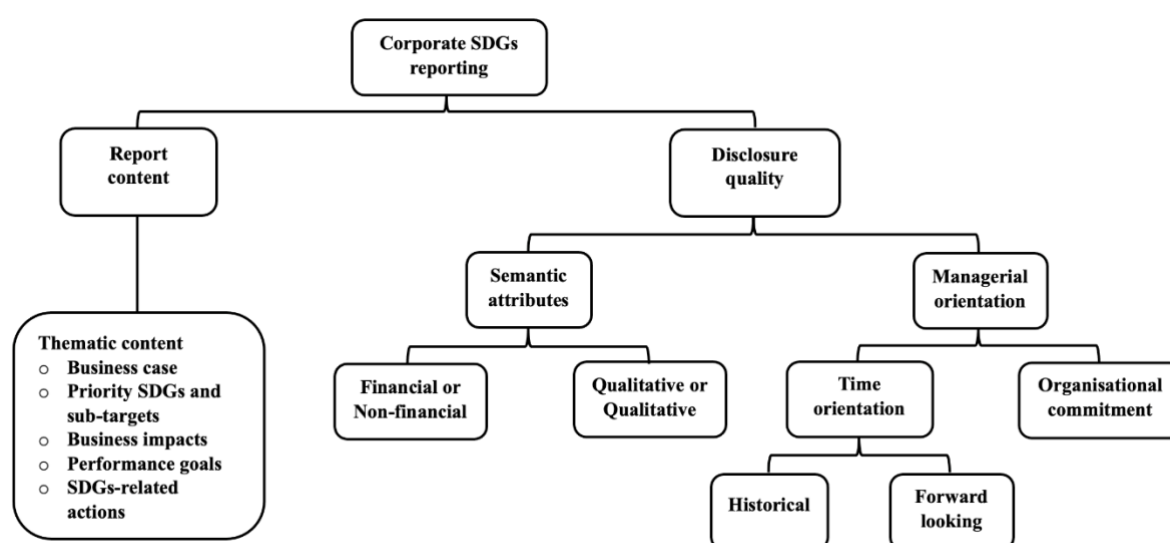 Corporate SDGs
reporting
Report
content
Disclosure
quality
Semantic
attributes
Managerial
orientation
Thematic content
○ Business case
○ Priority SDGs and
sub-targets
○ Business impacts
○ Performance goals
○ SDGs-related
actions
Financial or
Non-financial
Qualitative or
Qualitative
Time
orientation
Organisational
commitment
Historical
Forward
looking